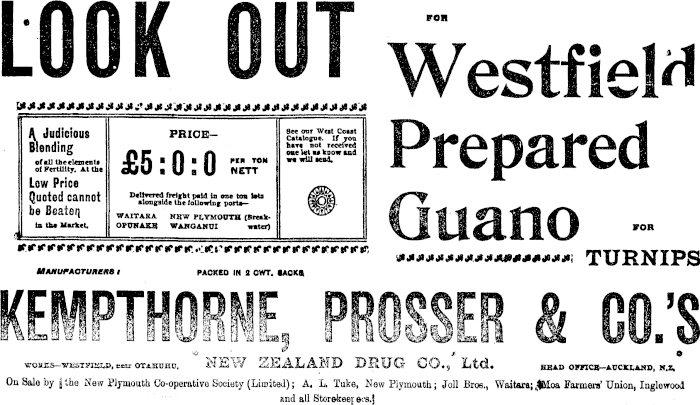 LOOK OUT
FOR
Westfield
Prepared
Guano
FOR
TURNIPS
A Judicious
Blending
of all the elements
of Fertility. At the
Low Price
Quoted cannot
be Beaten
in the Market.
PRICE—
£5:0:0 PER TON
NETT
Delivered freight paid in one ton lots
alongside the following ports—
WAITARA NEW PLYMOUTH (Break-
OPUNAKE WANGANUI water)
See our West Coast
Catalogue. If you
have not received
one let us know and
we will send.
MANUFACTURERS : PACKED IN 2 CWT. SACKS
KEMPTHORNE, PROSSER & CO.'S
WORKS—WESTFIELD, near OTAHUHU. "NEW ZEALAND DRUG CO.,' Ltd. HEAD OFFICE—AUCKLAND, N.Z.
On Sale by the New Plymouth Co-operative Society (Limited); A. L. Tuke, New Plymouth; Joll Bros., Waitara; Moa Farmers' Union, Inglewood
and all Storekeepers.